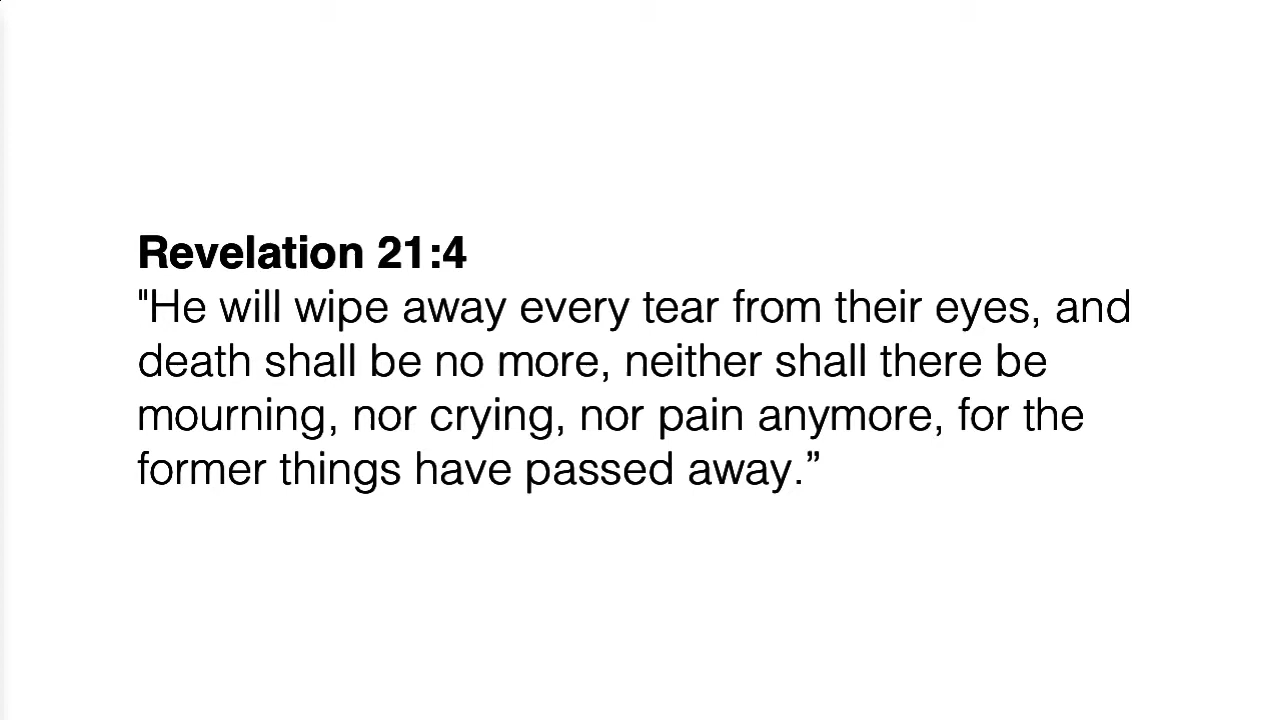 Revelation 21:4
"He will wipe away every tear from their eyes, and
death shall be no more, neither shall there be
mourning, nor crying, nor pain anymore, for the
former things have passed away.”